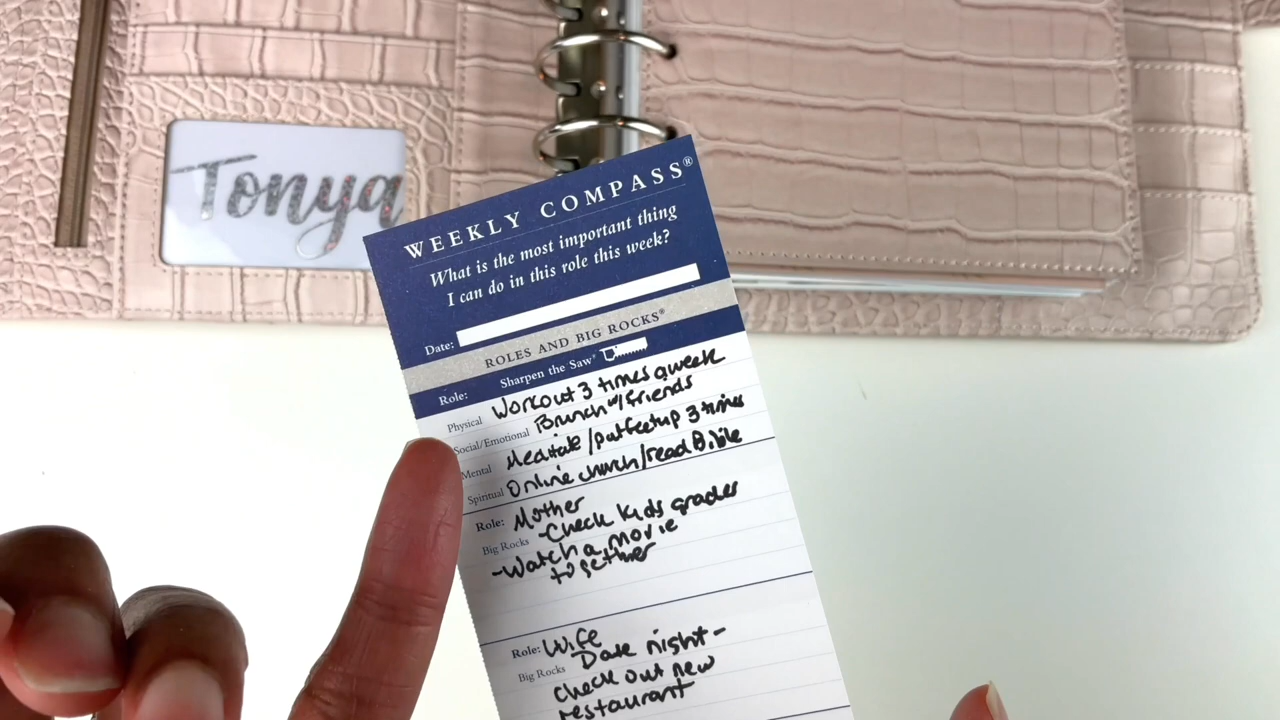 Tonya
WEEKLY COMPASS®
What is the most important thing
I can do in this role this week?
Date:
ROLES AND BIG ROCKS®
Role: Sharpen the Saw®
Physical Workout 3 times a week
Social/Emotional Brunch w/friends
Mental Meditate/put feet up 3 times
Spiritual Online church/read Bible
Role: Mother
Big Rocks -Check kids grades
-Watch a movie
together
Role: Wife
Big Rocks Date night-
check out new
restaurant